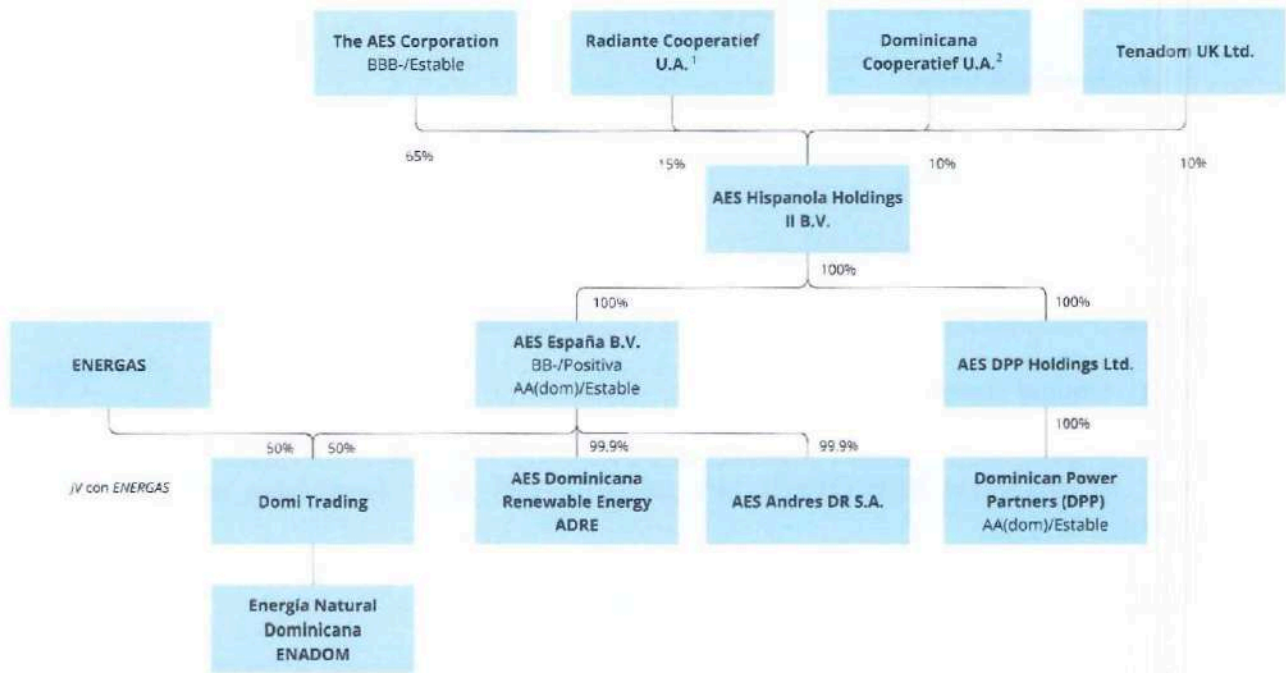 The AES Corporation
BBB-/Estable
Radiante Cooperatief
U.A. 1
Dominicana
Cooperatief U.A.2
Tenadom UK Ltd.
65%
15%
10%
10%
AES Hispanola Holdings
II B.V.
100%
100%
100%
ENERGAS
AES España B.V.
BB-/Positiva
AA(dom)/Estable
AES DPP Holdings Ltd.
50%
50%
99.9%
99.9%
100%
JV con ENERGAS
Domi Trading
AES Dominicana
Renewable Energy
ADRE
AES Andres DR S.A.
Dominican Power
Partners (DPP)
AA(dom)/Estable
Energía Natural
Dominicana
ENADOM